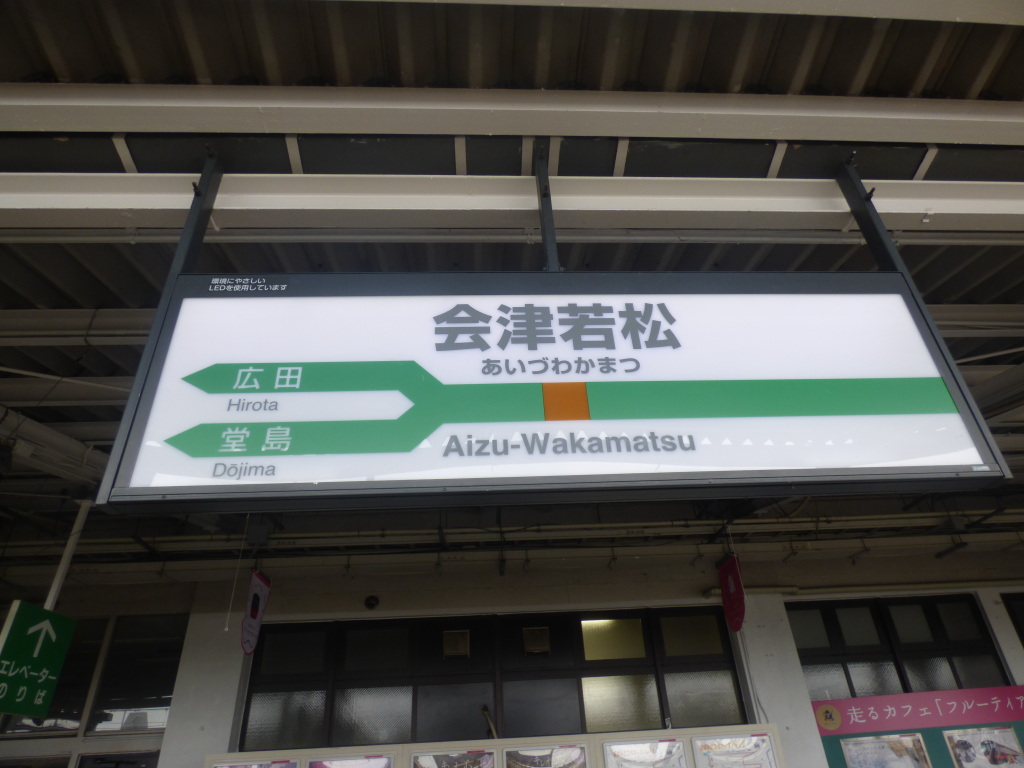 環境にやさしい
LEDを使用しています
会津若松
あいづわかまつ
広田
Hirota
堂島
Dōjima
Aizu-Wakamatsu
エレベーター
のりば
走るカフェ「フルーティア